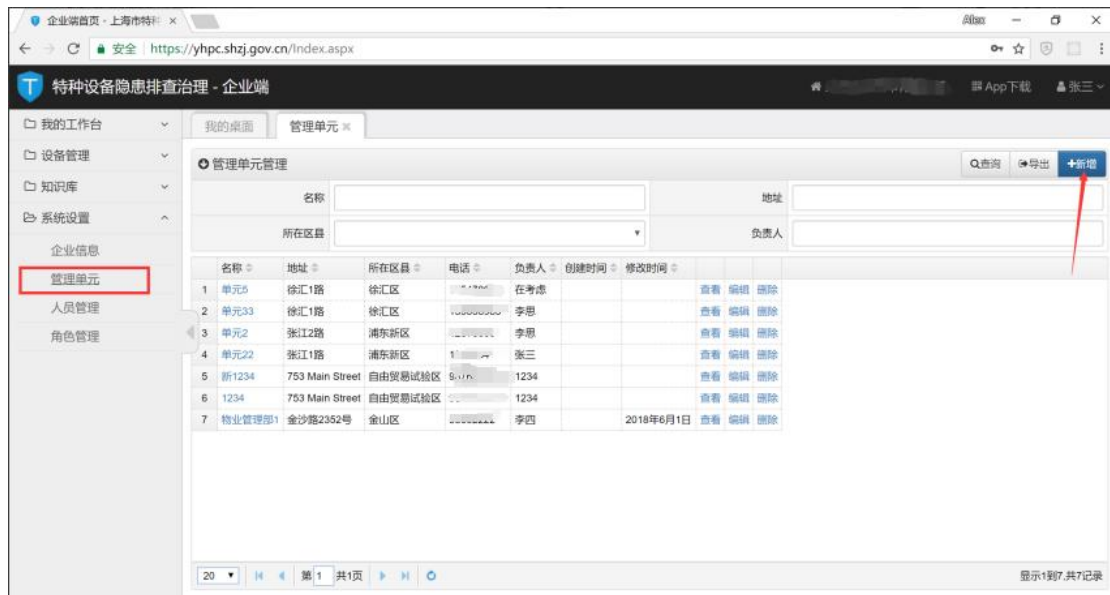 企业端首页 - 上海市特种
安全 https://yhpc.shzj.gov.cn/Index.aspx
特种设备隐患排查治理 - 企业端 App下载 张三
我的工作台 我的桌面 管理单元
设备管理 管理单元管理 查询 导出 +新增
知识库 名称 地址
系统设置 所在区县 负责人
企业信息
管理单元
人员管理
角色管理
名称 地址 所在区县 电话 负责人 创建时间 修改时间
1 单元5 徐汇1路 徐汇区 在考虑 查看 编辑 删除
2 单元33 徐汇1路 徐汇区 李思 查看 编辑 删除
3 单元2 张江2路 浦东新区 李思 查看 编辑 删除
4 单元22 张江1路 浦东新区 张三 查看 编辑 删除
5 新1234 753 Main Street 自由贸易试验区 1234 查看 编辑 删除
6 1234 753 Main Street 自由贸易试验区 1234 查看 编辑 删除
7 物业管理部1 金沙路2352号 金山区 李四 2018年6月1日 查看 编辑 删除
20 第 1 共1页 显示1到7,共7记录